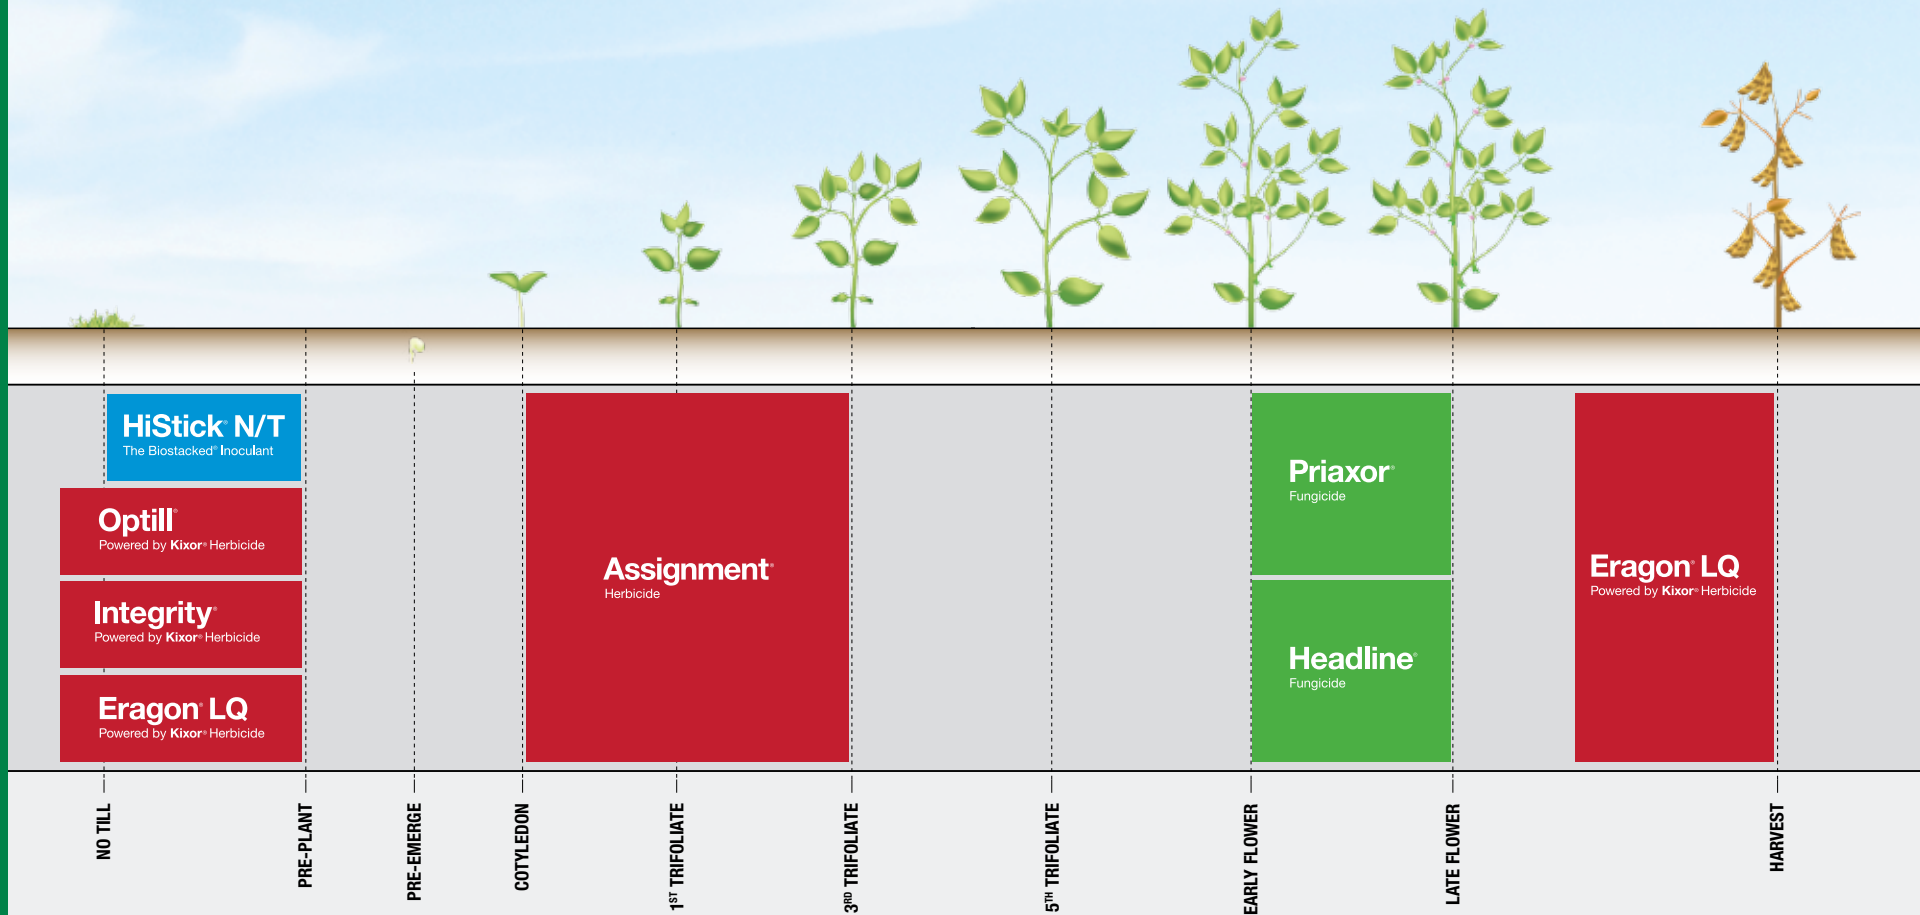 HiStick® N/T
The Biostacked® Inoculant
Optill®
Powered by Kixor® Herbicide
Integrity®
Powered by Kixor® Herbicide
Eragon® LQ
Powered by Kixor® Herbicide
Assignment®
Herbicide
Priaxor®
Fungicide
Headline®
Fungicide
Eragon® LQ
Powered by Kixor® Herbicide
NO TILL
PRE-PLANT
PRE-EMERGE
COTYLEDON
1ST TRIFOLIATE
3RD TRIFOLIATE
5TH TRIFOLIATE
EARLY FLOWER
LATE FLOWER
HARVEST